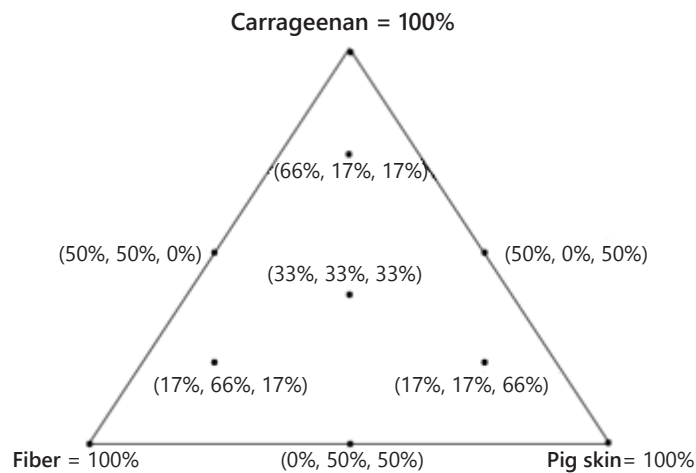 Carrageenan = 100%
(66%, 17%, 17%)
(50%, 50%, 0%)
(50%, 0%, 50%)
(33%, 33%, 33%)
(17%, 66%, 17%)
(17%, 17%, 66%)
Fiber = 100%
(0%, 50%, 50%)
Pig skin= 100%